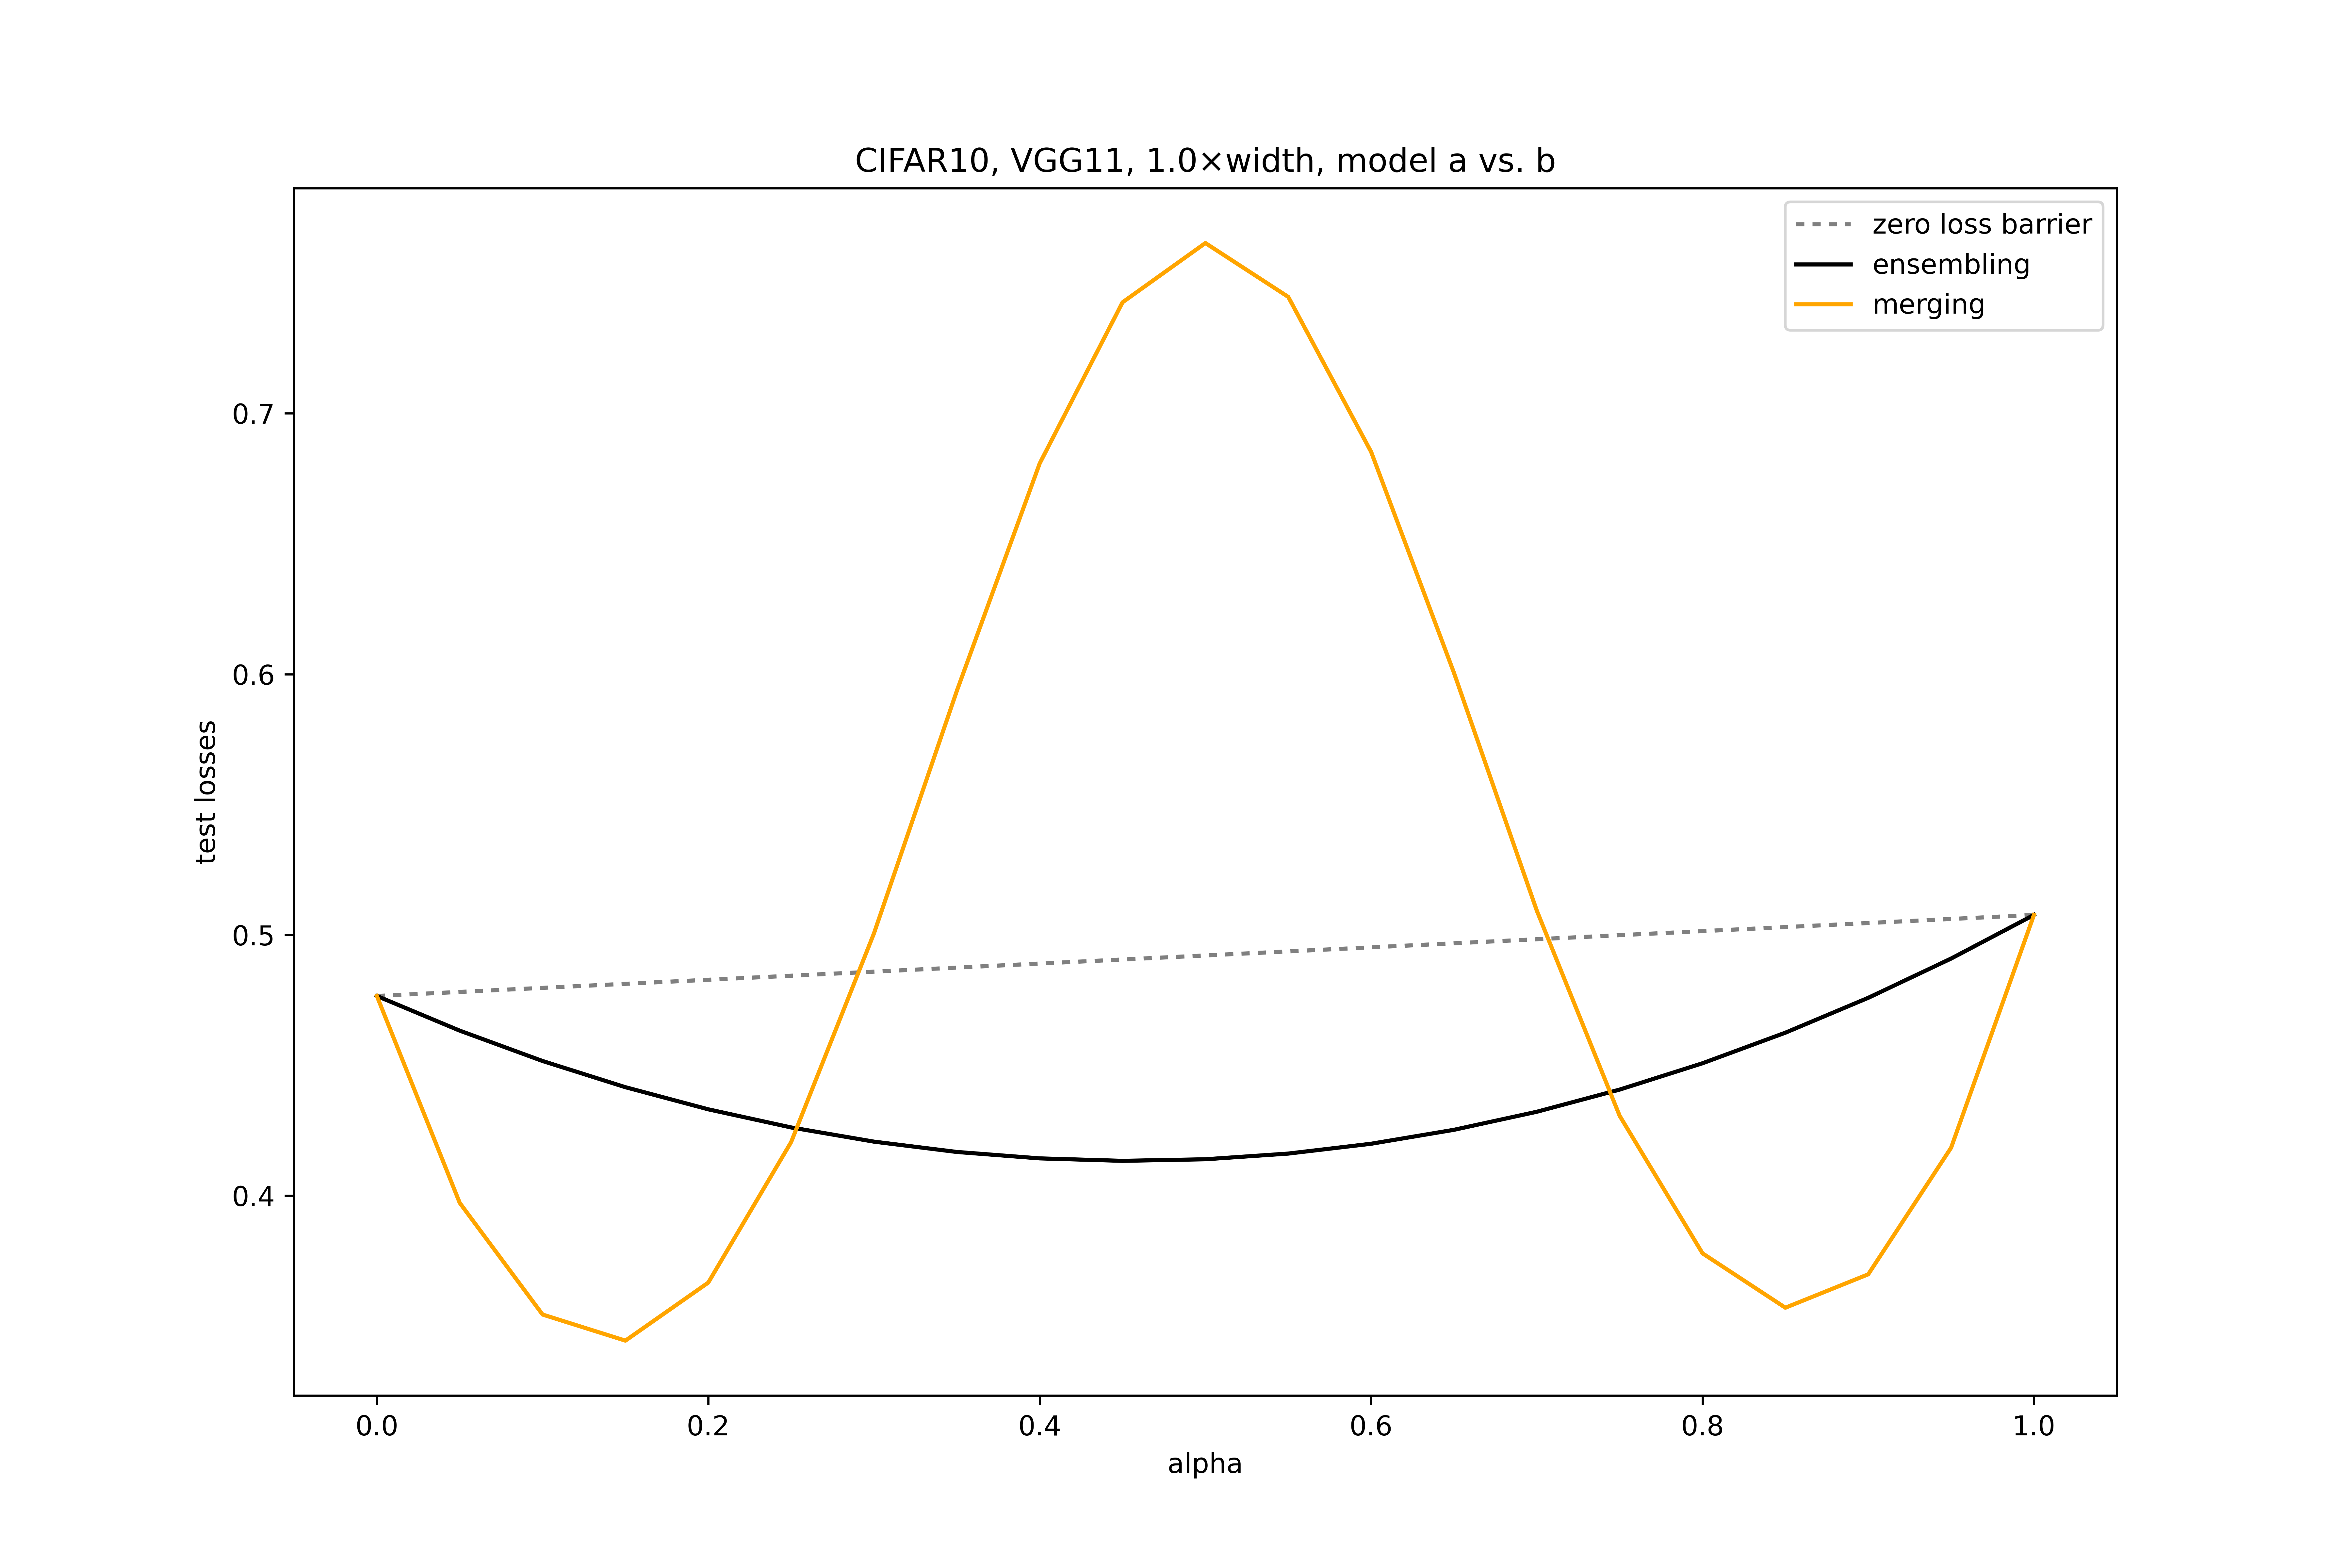 CIFAR10, VGG11, 1.0×width, model a vs. b
zero loss barrier
ensembling
merging
0.7
0.6
0.5
0.4
test losses
0.0
0.2
0.4
0.6
0.8
1.0
alpha